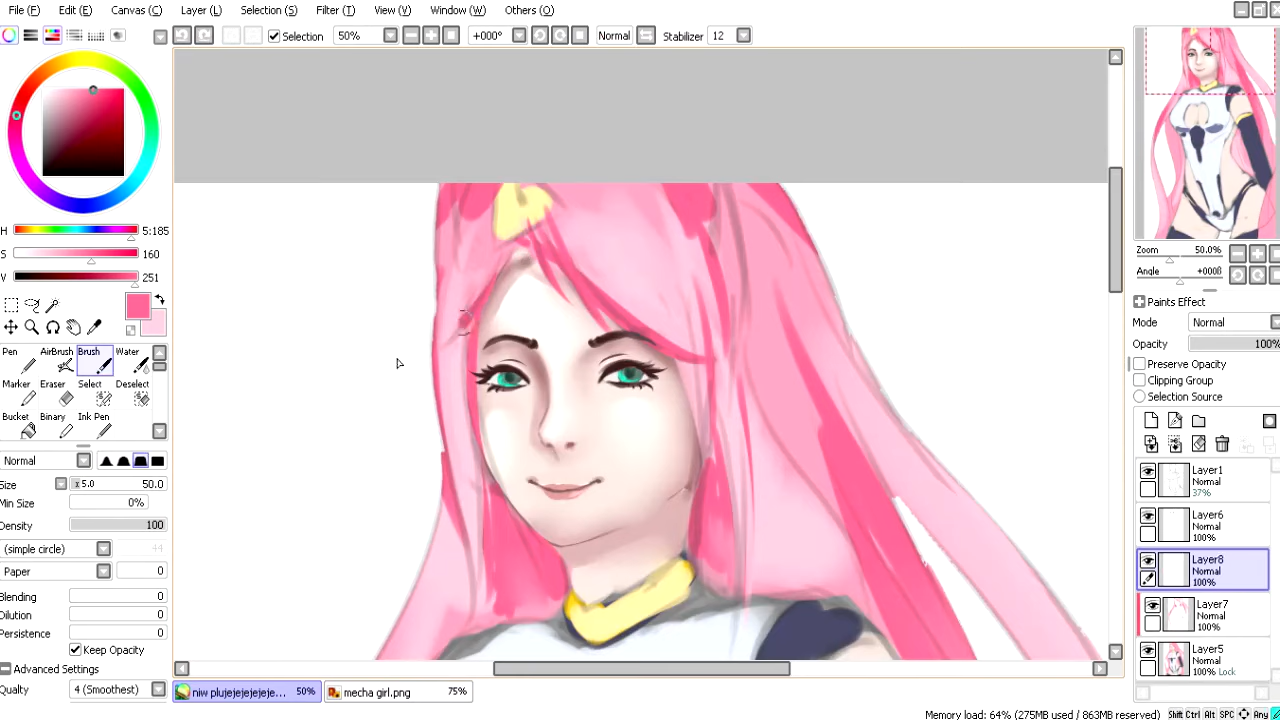 File (F) Edit (E) Canvas (C) Layer (L) Selection (S) Filter (T) View (V) Window (W) Others (O)
Selection 50% +000° Normal Stabilizer 12
H 5:185
S 160
V 251
Pen AirBrush Brush Water
Marker Eraser Select Deselect
Bucket Binary Ink Pen
Normal
Size x 5.0 50.0
Min Size 0%
Density 100
(simple circle) 44
Paper 0
Blending 0
Dilution 0
Persistence 0
Keep Opacity
Advanced Settings
Qualty 4 (Smoothest)
niw plujejejejejeje... 50% mecha girl.png 75%
Zoom 50.0%
Angle +000ß
Paints Effect
Mode Normal
Opacity 100%
Preserve Opacity
Clipping Group
Selection Source
Layer1
Normal
37%
Layer6
Normal
100%
Layer8
Normal
100%
Layer7
Normal
100%
Layer5
Normal
100% Lock
Memory load: 64% (275MB used / 863MB reserved) Shift Ctrl Alt SPC Any